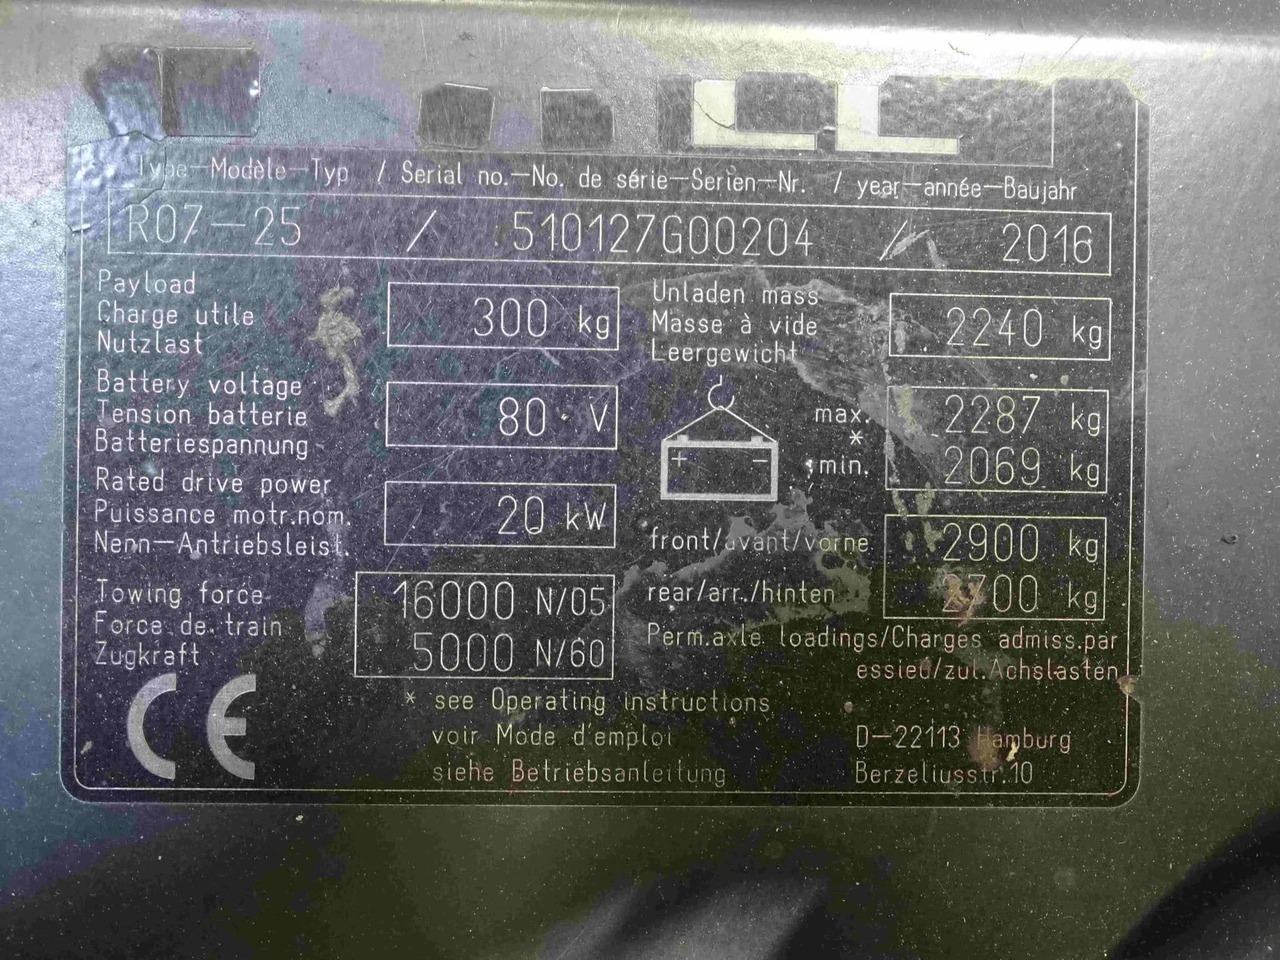 Type–Modèle–Typ / Serial no.–No. de série–Serien–Nr. / year–année–Baujahr
R07–25 / 510127G00204 / 2016
Payload
Charge utile
Nutzlast
300 kg
Unladen mass
Masse à vide
Leergewicht
2240 kg
Battery voltage
Tension batterie
Batteriespannung
80 V
+ –
max. 2287 kg
*
min. 2069 kg
Rated drive power
Puissance motr.nom.
Nenn–Antriebsleist.
20 kW
front/avant/vorne 2900 kg
rear/arr./hinten 2700 kg
Towing force
Force de train
Zugkraft
16000 N/05
5000 N/60
Perm.axle loadings/Charges admiss.par
essieu/zul.Achslasten
CE
* see Operating instructions
voir Mode d'emploi
siehe Betriebsanleitung
D–22113 Hamburg
Berzeliusstr.10